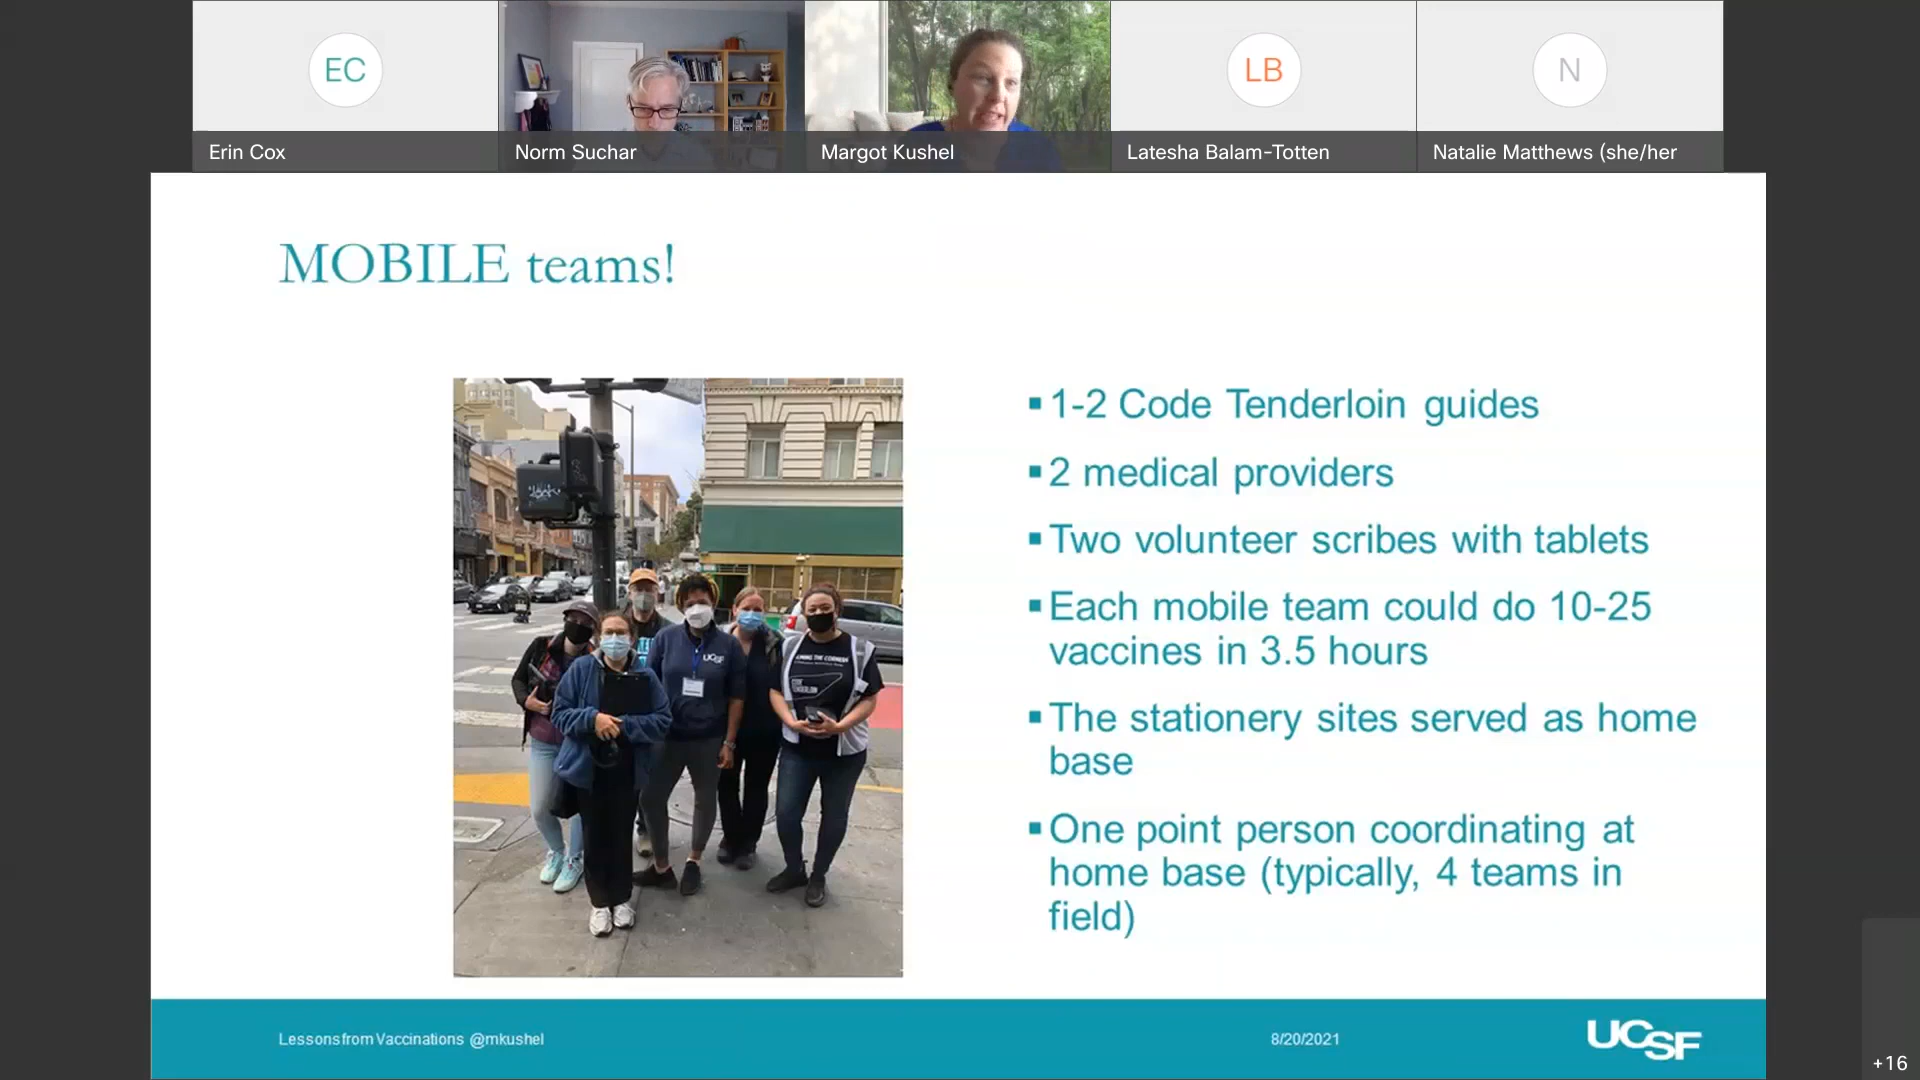 EC
LB
N
Erin Cox
Norm Suchar
Margot Kushel
Latesha Balam-Totten
Natalie Matthews (she/her
MOBILE teams!
1-2 Code Tenderloin guides
2 medical providers
Two volunteer scribes with tablets
Each mobile team could do 10-25
vaccines in 3.5 hours
The stationery sites served as home
base
One point person coordinating at
home base (typically, 4 teams in
field)
UCSF
CODE
TENDERLOIN
Lessons from Vaccinations @mkushel
8/20/2021
UCSF
+16